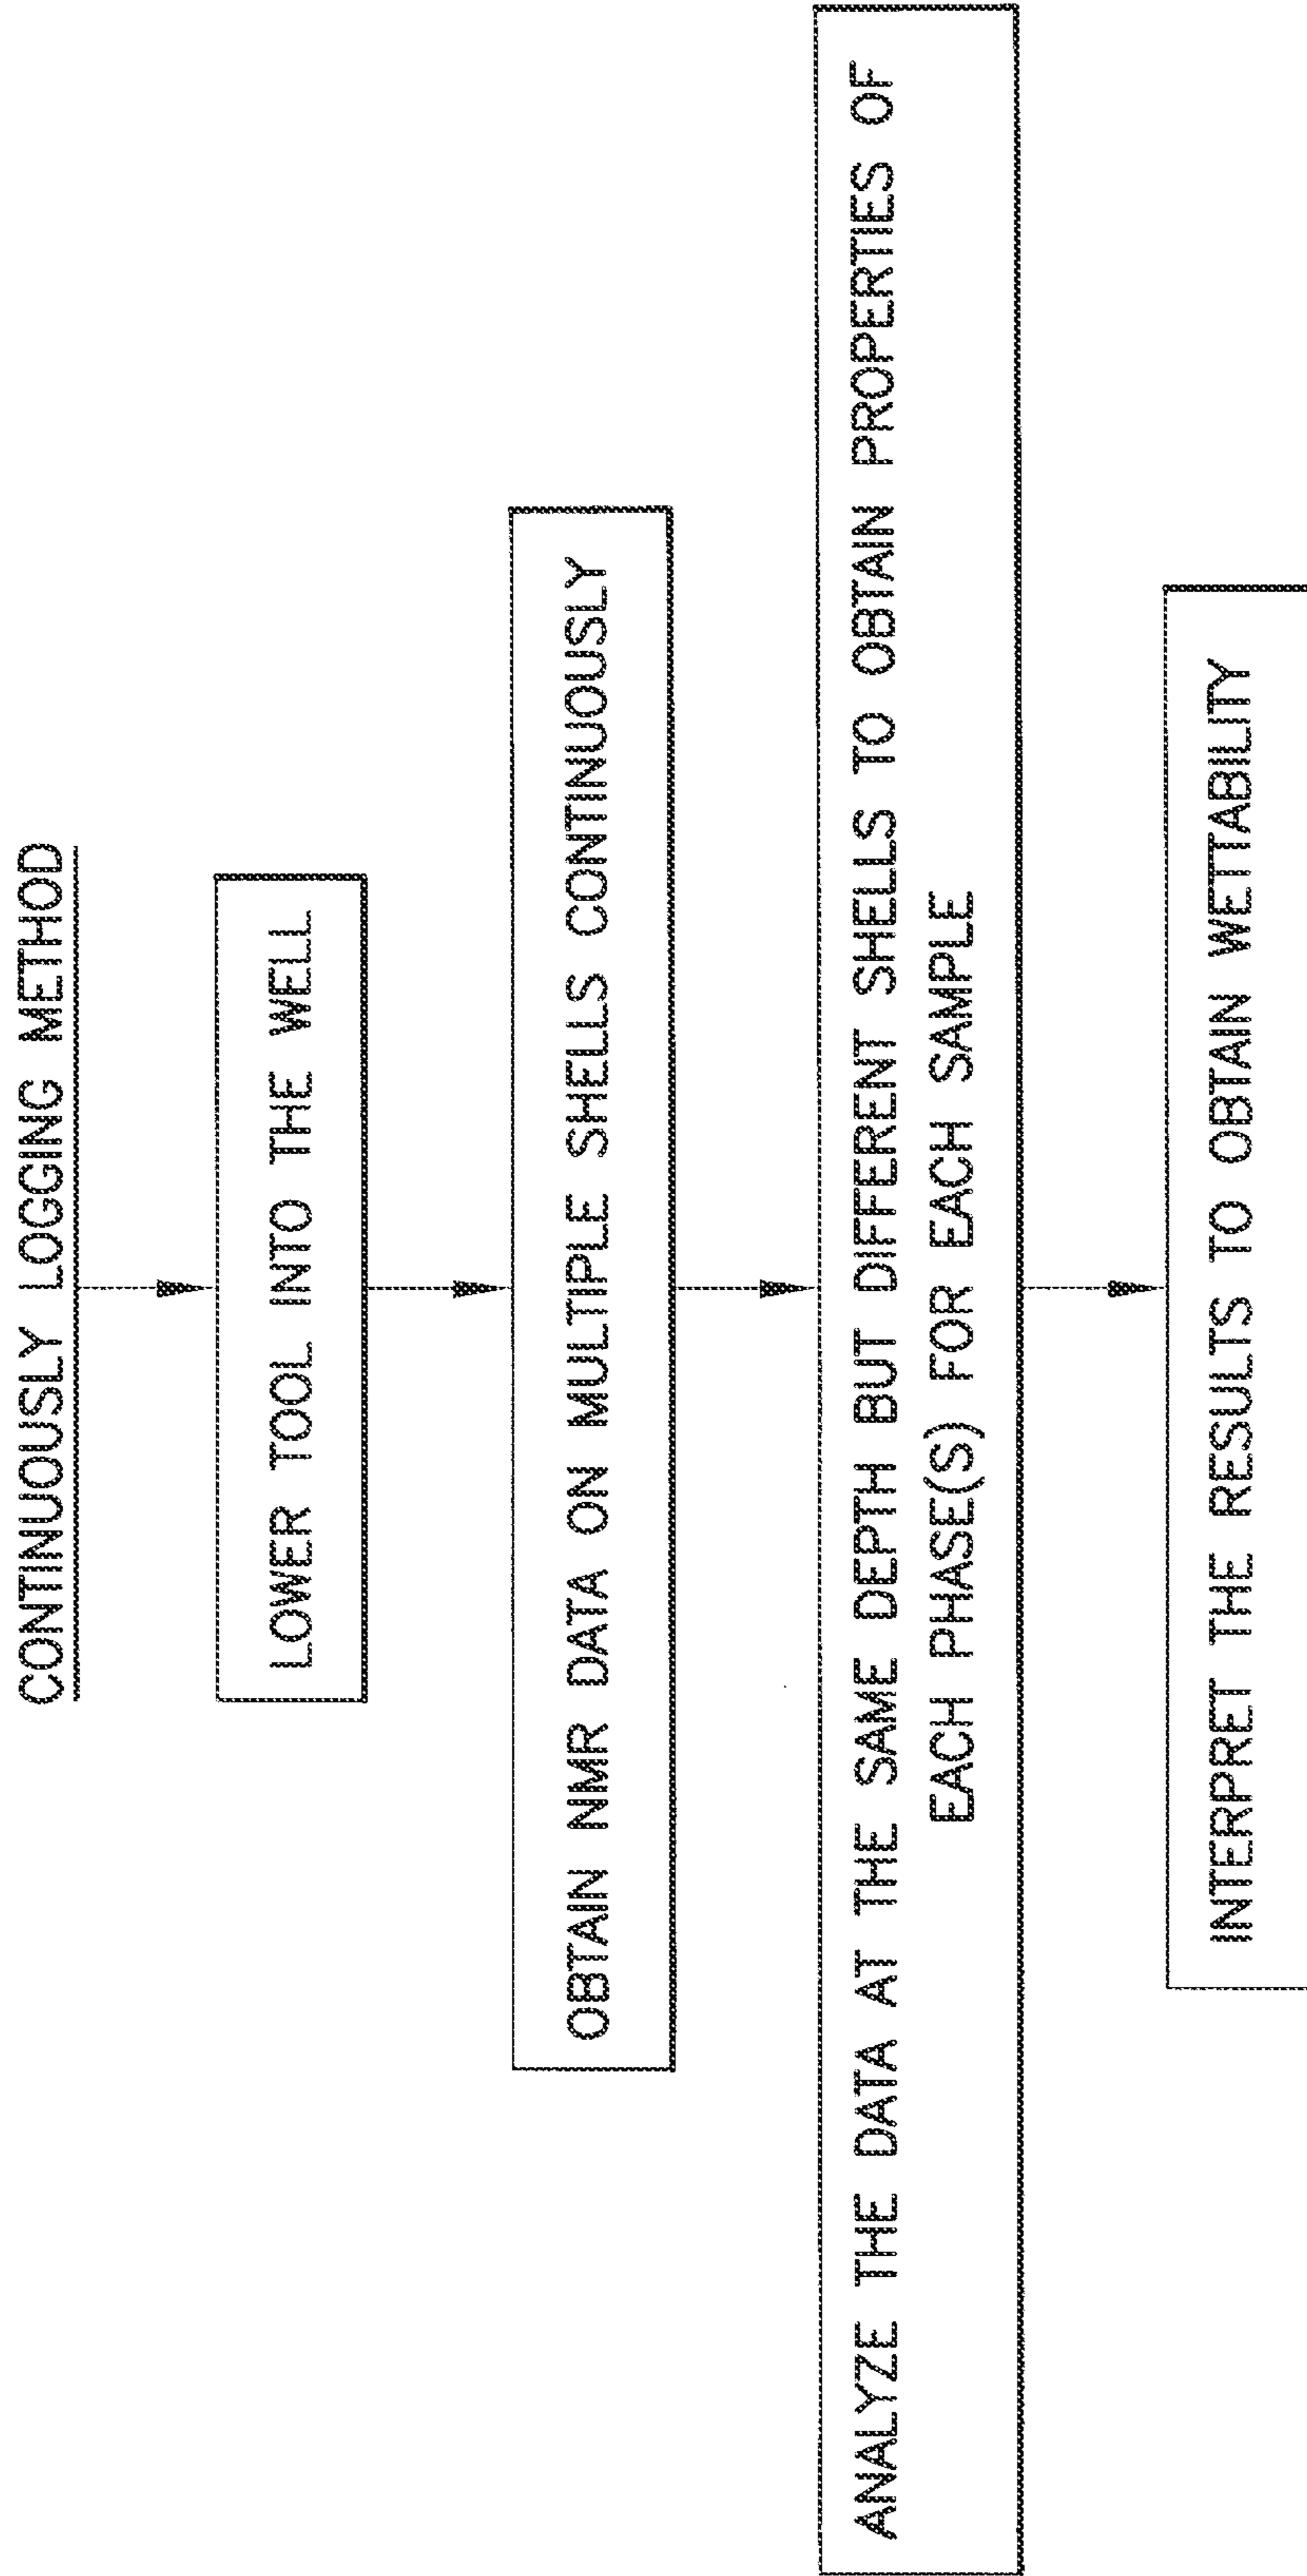 CONTINUOUSLY LOGGING METHOD
LOWER TOOL INTO THE WELL
OBTAIN NMR DATA ON MULTIPLE SHELLS CONTINUOUSLY
ANALYZE THE DATA AT THE SAME DEPTH BUT DIFFERENT SHELLS TO OBTAIN PROPERTIES OF
EACH PHASE(S) FOR EACH SAMPLE
INTERPRET THE RESULTS TO OBTAIN WETTABILITY